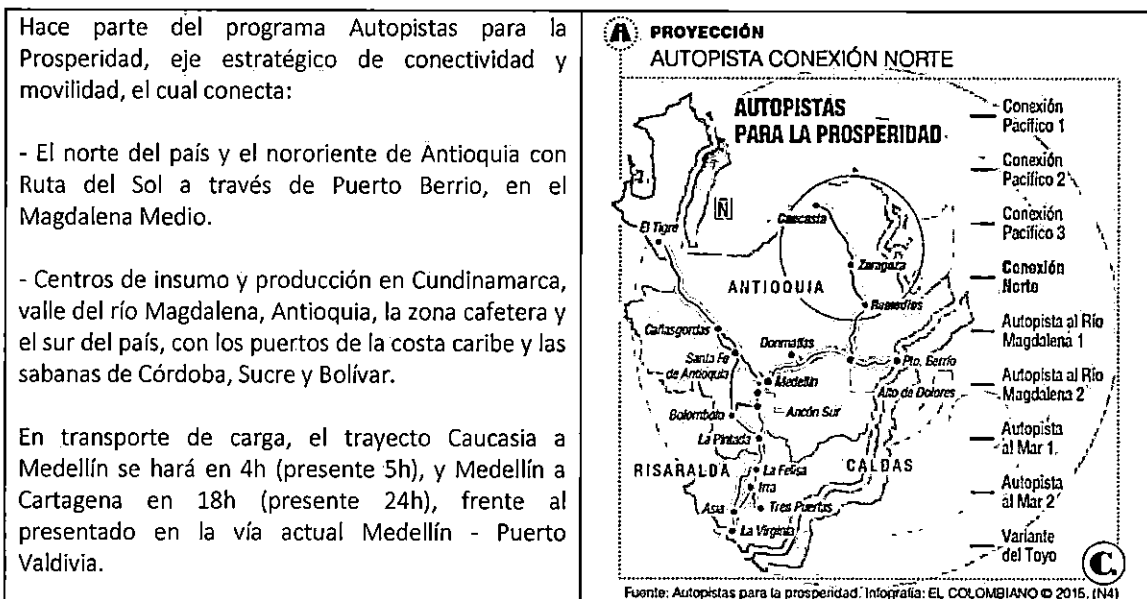 Hace parte del programa Autopistas para la
Prosperidad, eje estratégico de conectividad y
movilidad, el cual conecta:
- El norte del país y el nororiente de Antioquia con
Ruta del Sol a través de Puerto Berrio, en el
Magdalena Medio.
- Centros de insumo y producción en Cundinamarca,
valle del río Magdalena, Antioquia, la zona cafetera y
el sur del país, con los puertos de la costa caribe y las
sabanas de Córdoba, Sucre y Bolívar.
En transporte de carga, el trayecto Caucasia a
Medellín se hará en 4h (presente 5h), y Medellín a
Cartagena en 18h (presente 24h), frente al
presentado en la vía actual Medellín - Puerto
Valdivia.
PROYECCIÓN
AUTOPISTA CONEXIÓN NORTE
AUTOPISTAS
PARA LA PROSPERIDAD
Ñ
El Tigre
Caucasia
Zaragoza
ANTIOQUIA
Remedios
Cañasgordas
Donmatías
Santa Fe
de Antioquia
Medellín
Pto. Berrío
Alto de Dolores
Bolombolo
Ancón Sur
La Pintada
RISARALDA
La Felisa
CALDAS
Irra
Asia
Tres Puertas
La Virginia
Conexión
Pacífico 1
Conexión
Pacífico 2
Conexión
Pacífico 3
Conexión
Norte
Autopista al Río
Magdalena 1
Autopista al Río
Magdalena 2
Autopista
al Mar 1
Autopista
al Mar 2
Variante
del Toyo
C.
Fuente: Autopistas para la prosperidad. Infografía: EL COLOMBIANO © 2015. (N4)